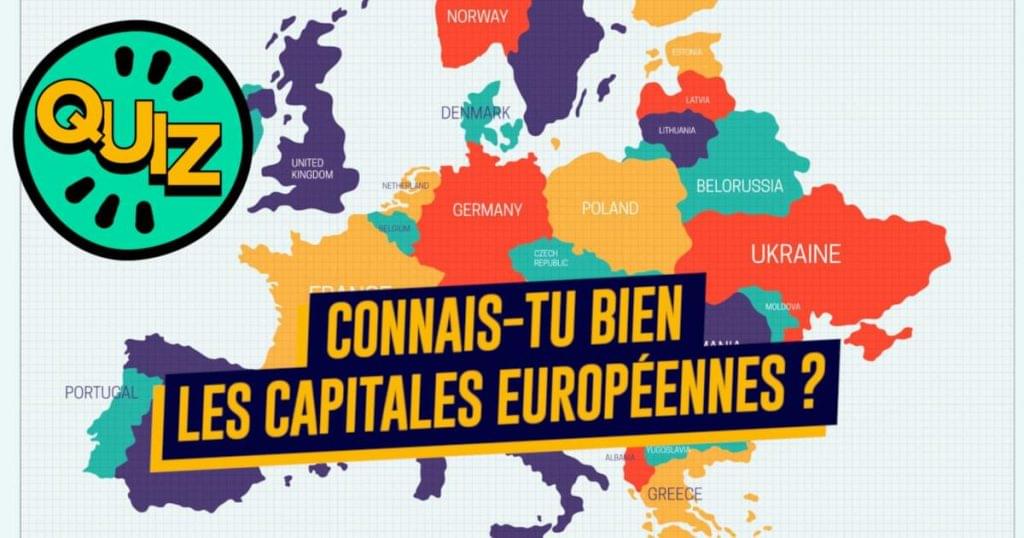 NORWAY
ESTONIA
QUIZ
LATVIA
DENMARK
LITHUANIA
UNITED
KINGDOM
NETHERLAND
BELORUSSIA
GERMANY
POLAND
BELGIUM
UKRAINE
CZECH
REPUBLIC
FRANCE
MOLDOVA
CONNAIS-TU BIEN
PORTUGAL
LES CAPITALES EUROPÉENNES ?
YUGOSLAVIA
ALBANIA
GREECE